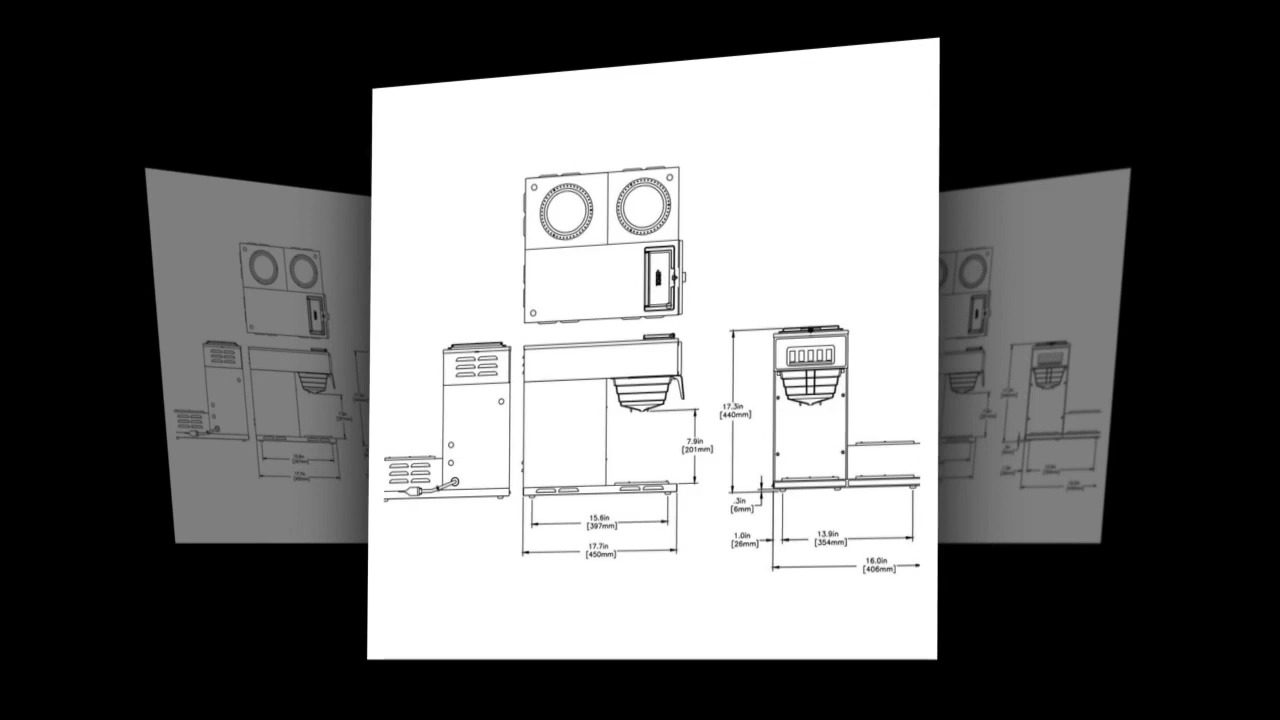 17.3in
[440mm]
7.9in
[201mm]
.3in
[6mm]
15.6in
[397mm]
17.7in
[450mm]
1.0in
[26mm]
13.9in
[354mm]
16.0in
[406mm]